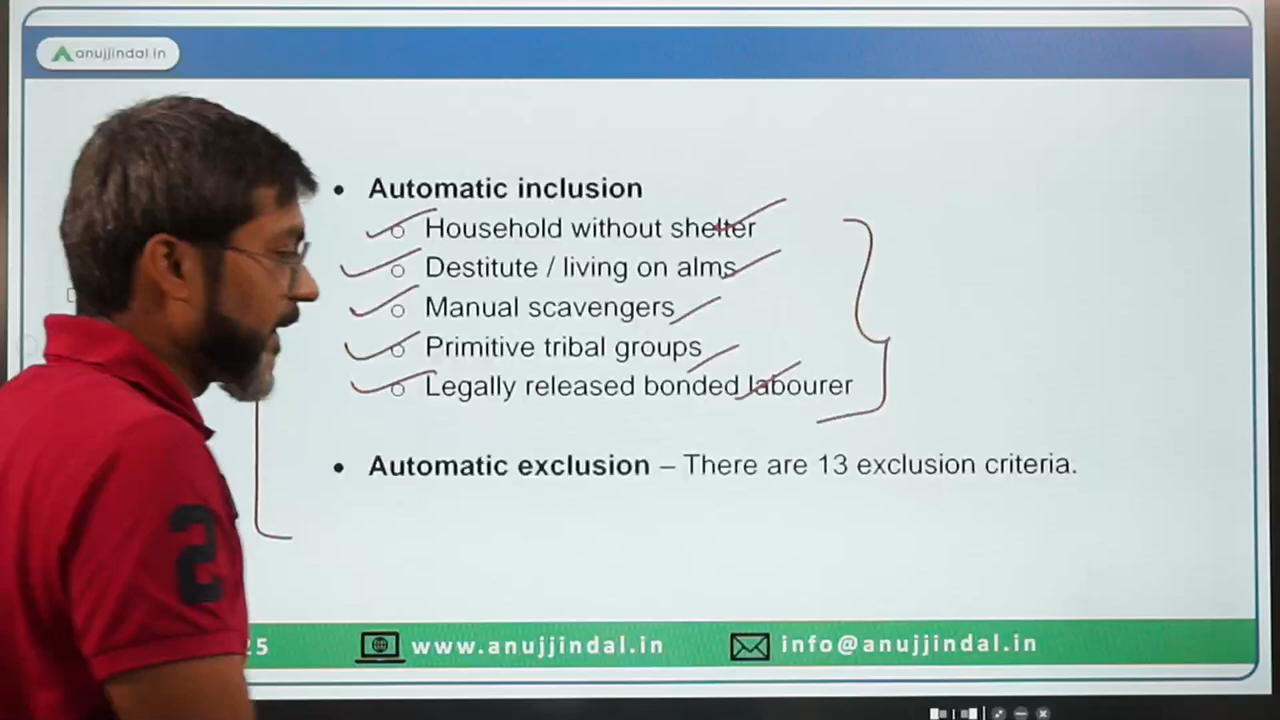 anujjindal.in
• Automatic inclusion
o Household without shelter
o Destitute / living on alms
o Manual scavengers
o Primitive tribal groups
o Legally released bonded labourer
• Automatic exclusion – There are 13 exclusion criteria.
2
25 www.anujjindal.in info@anujjindal.in